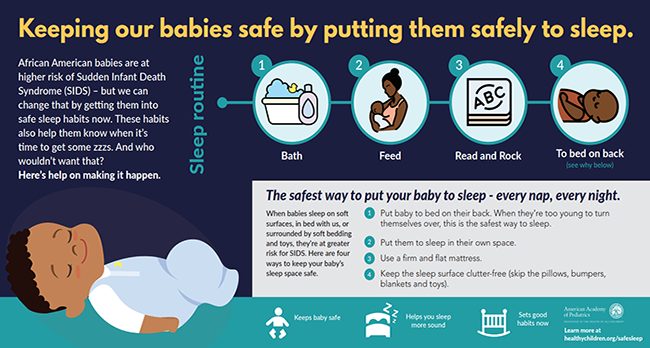 Keeping our babies safe by putting them safely to sleep.
African American babies are at
higher risk of Sudden Infant Death
Syndrome (SIDS) – but we can
change that by getting them into
safe sleep habits now. These habits
also help them know when it's
time to get some zzzs. And who
wouldn't want that?
Here's help on making it happen.
Sleep routine
1
Bath
2
Feed
3
ABC
Read and Rock
4
To bed on back
(see why below)
The safest way to put your baby to sleep - every nap, every night.
When babies sleep on soft
surfaces, in bed with us, or
surrounded by soft bedding
and toys, they're at greater
risk for SIDS. Here are four
ways to keep your baby's
sleep space safe.
1 Put baby to bed on their back. When they're too young to turn
themselves over, this is the safest way to sleep.
2 Put them to sleep in their own space.
3 Use a firm and flat mattress.
4 Keep the sleep surface clutter-free (skip the pillows, bumpers,
blankets and toys).
Keeps baby safe
Helps you sleep
more sound
Sets good
habits now
American Academy
of Pediatrics
Learn more at
healthychildren.org/safesleep